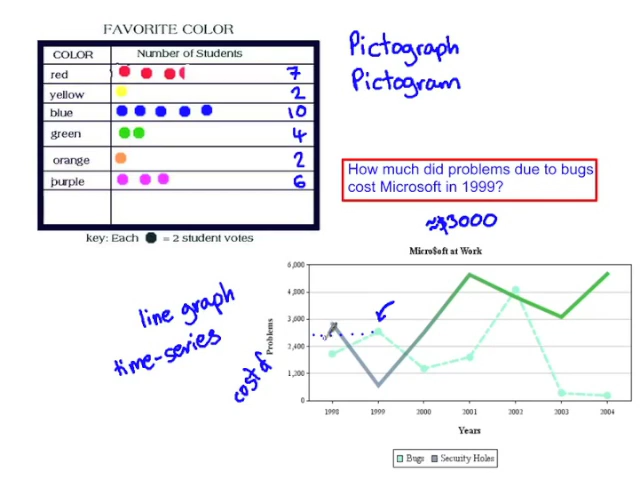 FAVORITE COLOR
COLOR Number of Students
red 7
yellow 2
blue 10
green 4
orange 2
purple 6
key: Each = 2 student votes
Pictograph
Pictogram
How much did problems due to bugs
cost Microsoft in 1999?
≈$3000
line graph
time-series
Micro$oft at Work
cost of Problems
6,000
4,000
3,600
2,400
1,200
0
1998 1999 2000 2001 2002 2003 2004
Years
Bugs Security Holes